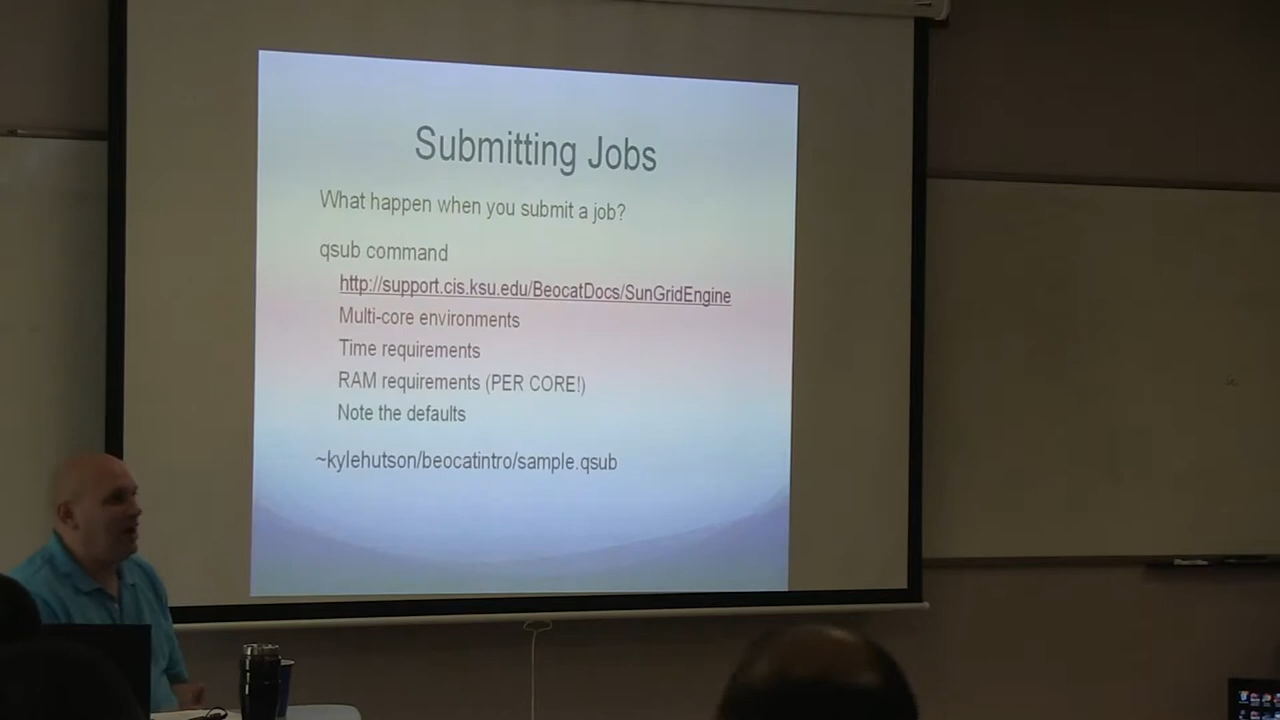 Submitting Jobs
What happen when you submit a job?
qsub command
http://support.cis.ksu.edu/BeocatDocs/SunGridEngine
Multi-core environments
Time requirements
RAM requirements (PER CORE!)
Note the defaults
~kylehutson/beocatintro/sample.qsub